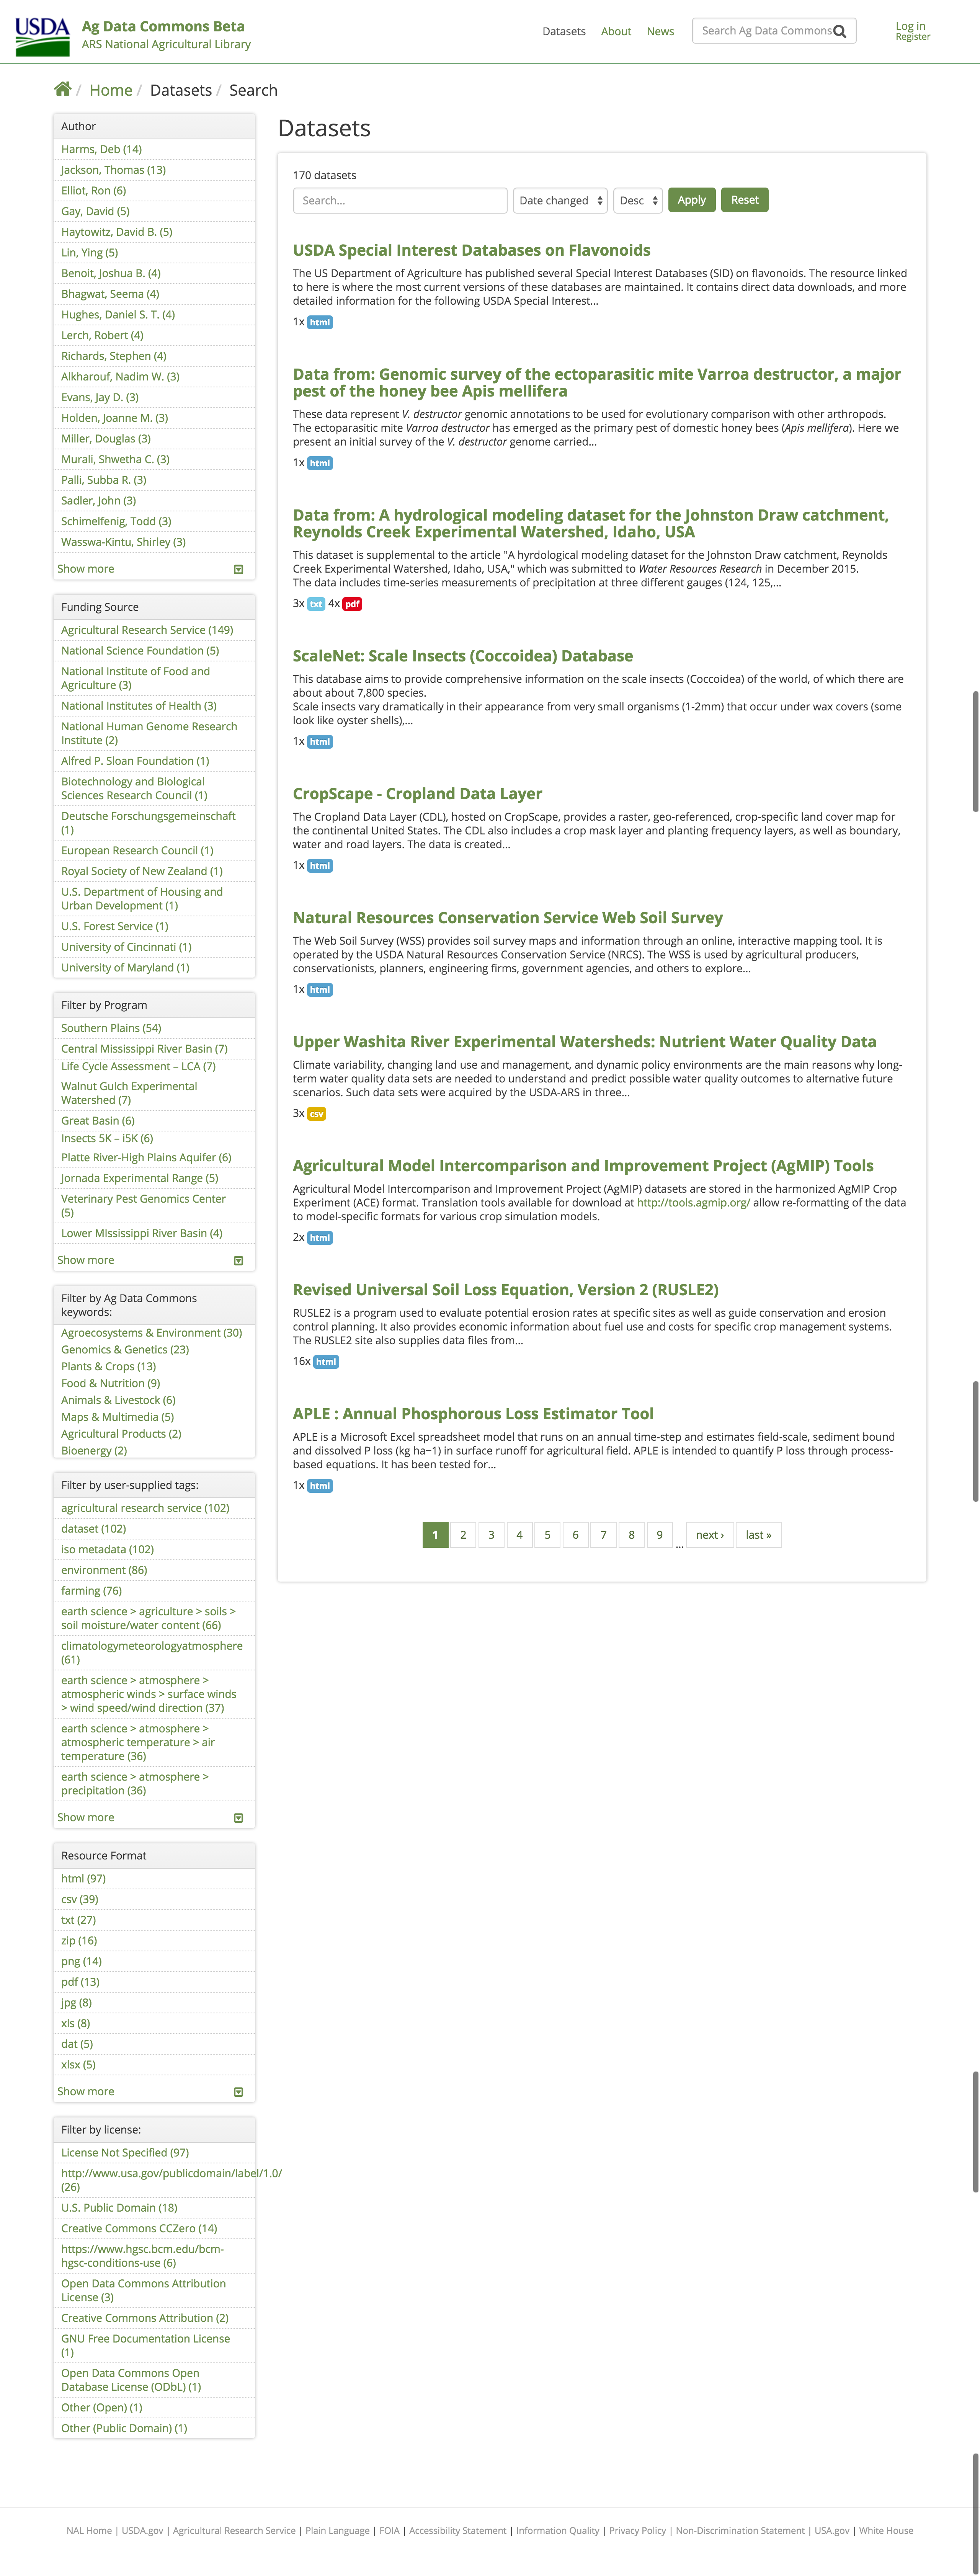 USDA
Ag Data Commons Beta
ARS National Agricultural Library
Datasets
About
News
Search Ag Data Commons
Log in
Register
/ Home / Datasets / Search
Author
Harms, Deb (14)
Jackson, Thomas (13)
Elliot, Ron (6)
Gay, David (5)
Haytowitz, David B. (5)
Lin, Ying (5)
Benoit, Joshua B. (4)
Bhagwat, Seema (4)
Hughes, Daniel S. T. (4)
Lerch, Robert (4)
Richards, Stephen (4)
Alkharouf, Nadim W. (3)
Evans, Jay D. (3)
Holden, Joanne M. (3)
Miller, Douglas (3)
Murali, Shwetha C. (3)
Palli, Subba R. (3)
Sadler, John (3)
Schimelfenig, Todd (3)
Wasswa-Kintu, Shirley (3)
Show more
Funding Source
Agricultural Research Service (149)
National Science Foundation (5)
National Institute of Food and
Agriculture (3)
National Institutes of Health (3)
National Human Genome Research
Institute (2)
Alfred P. Sloan Foundation (1)
Biotechnology and Biological
Sciences Research Council (1)
Deutsche Forschungsgemeinschaft
(1)
European Research Council (1)
Royal Society of New Zealand (1)
U.S. Department of Housing and
Urban Development (1)
U.S. Forest Service (1)
University of Cincinnati (1)
University of Maryland (1)
Filter by Program
Southern Plains (54)
Central Mississippi River Basin (7)
Life Cycle Assessment – LCA (7)
Walnut Gulch Experimental
Watershed (7)
Great Basin (6)
Insects 5K – i5K (6)
Platte River-High Plains Aquifer (6)
Jornada Experimental Range (5)
Veterinary Pest Genomics Center
(5)
Lower MIssissippi River Basin (4)
Show more
Filter by Ag Data Commons
keywords:
Agroecosystems & Environment (30)
Genomics & Genetics (23)
Plants & Crops (13)
Food & Nutrition (9)
Animals & Livestock (6)
Maps & Multimedia (5)
Agricultural Products (2)
Bioenergy (2)
Filter by user-supplied tags:
agricultural research service (102)
dataset (102)
iso metadata (102)
environment (86)
farming (76)
earth science > agriculture > soils >
soil moisture/water content (66)
climatologymeteorologyatmosphere
(61)
earth science > atmosphere >
atmospheric winds > surface winds
> wind speed/wind direction (37)
earth science > atmosphere >
atmospheric temperature > air
temperature (36)
earth science > atmosphere >
precipitation (36)
Show more
Resource Format
html (97)
csv (39)
txt (27)
zip (16)
png (14)
pdf (13)
jpg (8)
xls (8)
dat (5)
xlsx (5)
Show more
Filter by license:
License Not Specified (97)
http://www.usa.gov/publicdomain/label/1.0/
(26)
U.S. Public Domain (18)
Creative Commons CCZero (14)
https://www.hgsc.bcm.edu/bcm-
hgsc-conditions-use (6)
Open Data Commons Attribution
License (3)
Creative Commons Attribution (2)
GNU Free Documentation License
(1)
Open Data Commons Open
Database License (ODbL) (1)
Other (Open) (1)
Other (Public Domain) (1)
Datasets
170 datasets
Search...
Date changed
Desc
Apply
Reset
USDA Special Interest Databases on Flavonoids
The US Department of Agriculture has published several Special Interest Databases (SID) on flavonoids. The resource linked
to here is where the most current versions of these databases are maintained. It contains direct data downloads, and more
detailed information for the following USDA Special Interest...
1x html
Data from: Genomic survey of the ectoparasitic mite Varroa destructor, a major
pest of the honey bee Apis mellifera
These data represent V. destructor genomic annotations to be used for evolutionary comparison with other arthropods.
The ectoparasitic mite Varroa destructor has emerged as the primary pest of domestic honey bees (Apis mellifera). Here we
present an initial survey of the V. destructor genome carried...
1x html
Data from: A hydrological modeling dataset for the Johnston Draw catchment,
Reynolds Creek Experimental Watershed, Idaho, USA
This dataset is supplemental to the article "A hyrdological modeling dataset for the Johnston Draw catchment, Reynolds
Creek Experimental Watershed, Idaho, USA," which was submitted to Water Resources Research in December 2015.
The data includes time-series measurements of precipitation at three different gauges (124, 125,...
3x txt 4x pdf
ScaleNet: Scale Insects (Coccoidea) Database
This database aims to provide comprehensive information on the scale insects (Coccoidea) of the world, of which there are
about about 7,800 species.
Scale insects vary dramatically in their appearance from very small organisms (1-2mm) that occur under wax covers (some
look like oyster shells),...
1x html
CropScape - Cropland Data Layer
The Cropland Data Layer (CDL), hosted on CropScape, provides a raster, geo-referenced, crop-specific land cover map for
the continental United States. The CDL also includes a crop mask layer and planting frequency layers, as well as boundary,
water and road layers. The data is created...
1x html
Natural Resources Conservation Service Web Soil Survey
The Web Soil Survey (WSS) provides soil survey maps and information through an online, interactive mapping tool. It is
operated by the USDA Natural Resources Conservation Service (NRCS). The WSS is used by agricultural producers,
conservationists, planners, engineering firms, government agencies, and others to explore...
1x html
Upper Washita River Experimental Watersheds: Nutrient Water Quality Data
Climate variability, changing land use and management, and dynamic policy environments are the main reasons why long-
term water quality data sets are needed to understand and predict possible water quality outcomes to alternative future
scenarios. Such data sets were acquired by the USDA-ARS in three...
3x csv
Agricultural Model Intercomparison and Improvement Project (AgMIP) Tools
Agricultural Model Intercomparison and Improvement Project (AgMIP) datasets are stored in the harmonized AgMIP Crop
Experiment (ACE) format. Translation tools available for download at http://tools.agmip.org/ allow re-formatting of the data
to model-specific formats for various crop simulation models.
2x html
Revised Universal Soil Loss Equation, Version 2 (RUSLE2)
RUSLE2 is a program used to evaluate potential erosion rates at specific sites as well as guide conservation and erosion
control planning. It also provides economic information about fuel use and costs for specific crop management systems.
The RUSLE2 site also supplies data files from...
16x html
APLE : Annual Phosphorous Loss Estimator Tool
APLE is a Microsoft Excel spreadsheet model that runs on an annual time-step and estimates field-scale, sediment bound
and dissolved P loss (kg ha−1) in surface runoff for agricultural field. APLE is intended to quantify P loss through process-
based equations. It has been tested for...
1x html
1 2 3 4 5 6 7 8 9 ... next › last »
NAL Home | USDA.gov | Agricultural Research Service | Plain Language | FOIA | Accessibility Statement | Information Quality | Privacy Policy | Non-Discrimination Statement | USA.gov | White House